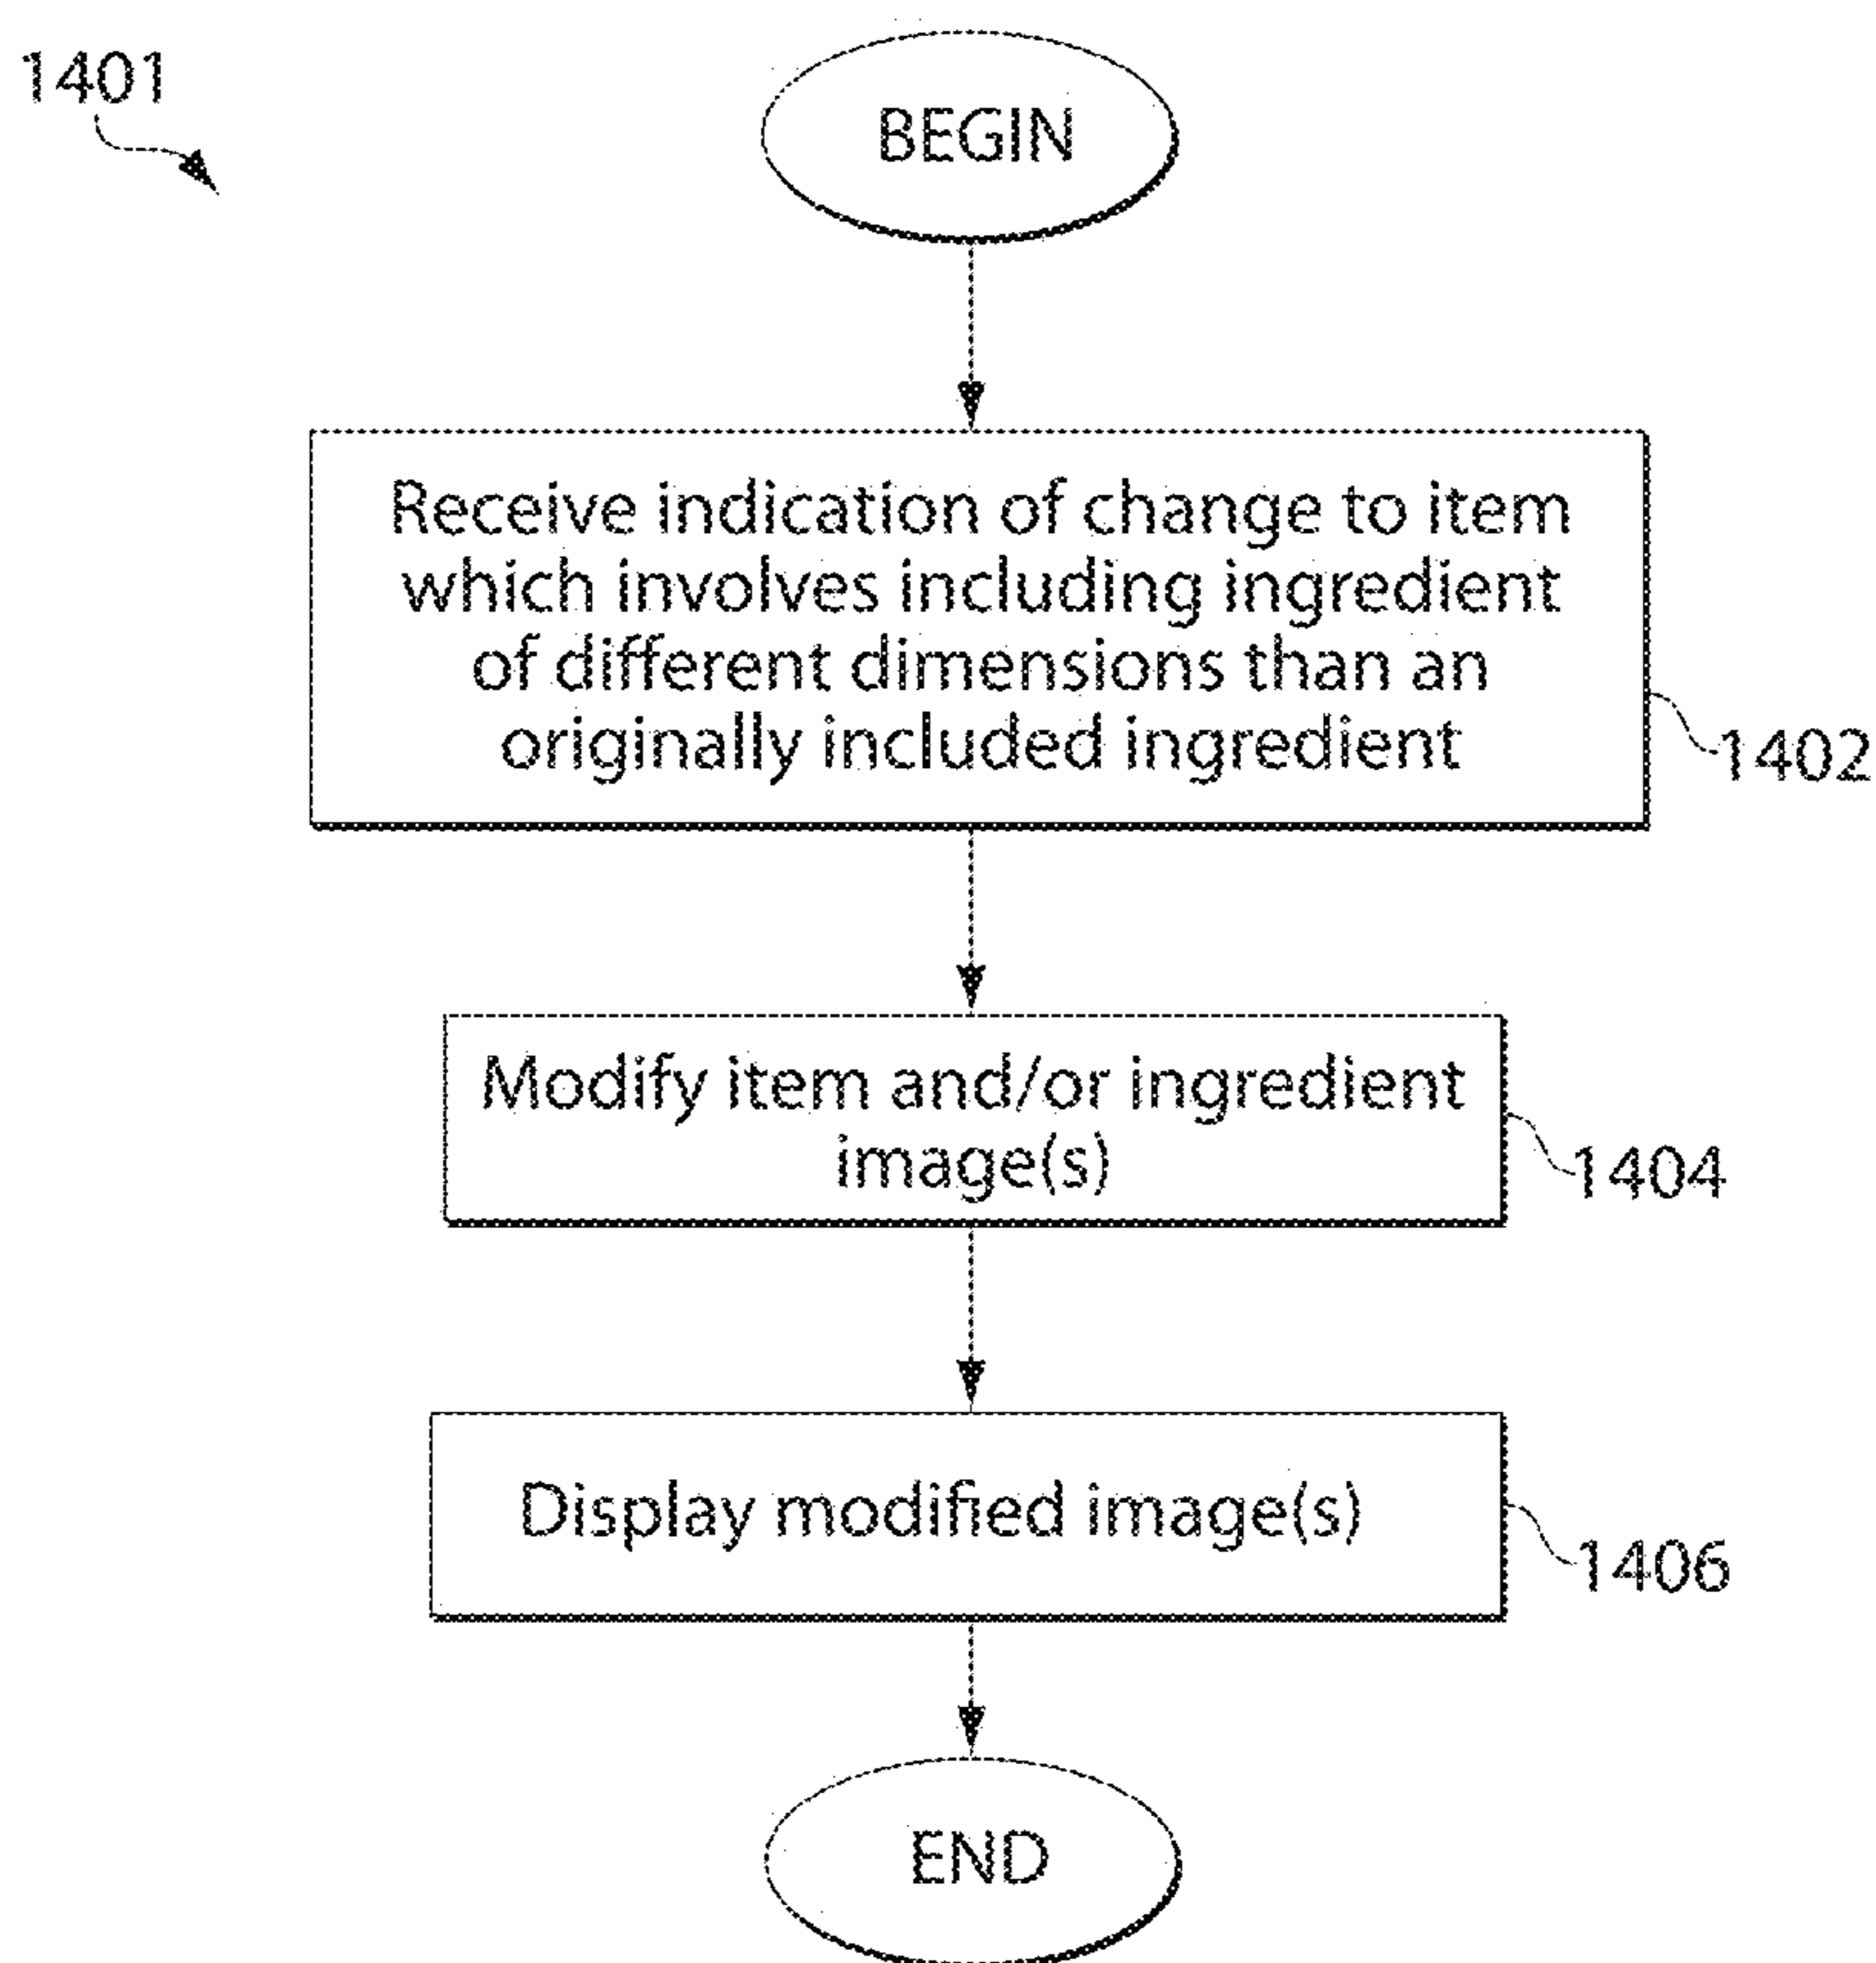 1401
BEGIN
Receive indication of change to item
which involves including ingredient
of different dimensions than an
originally included ingredient
1402
Modify item and/or ingredient
image(s)
1404
Display modified image(s)
1406
END